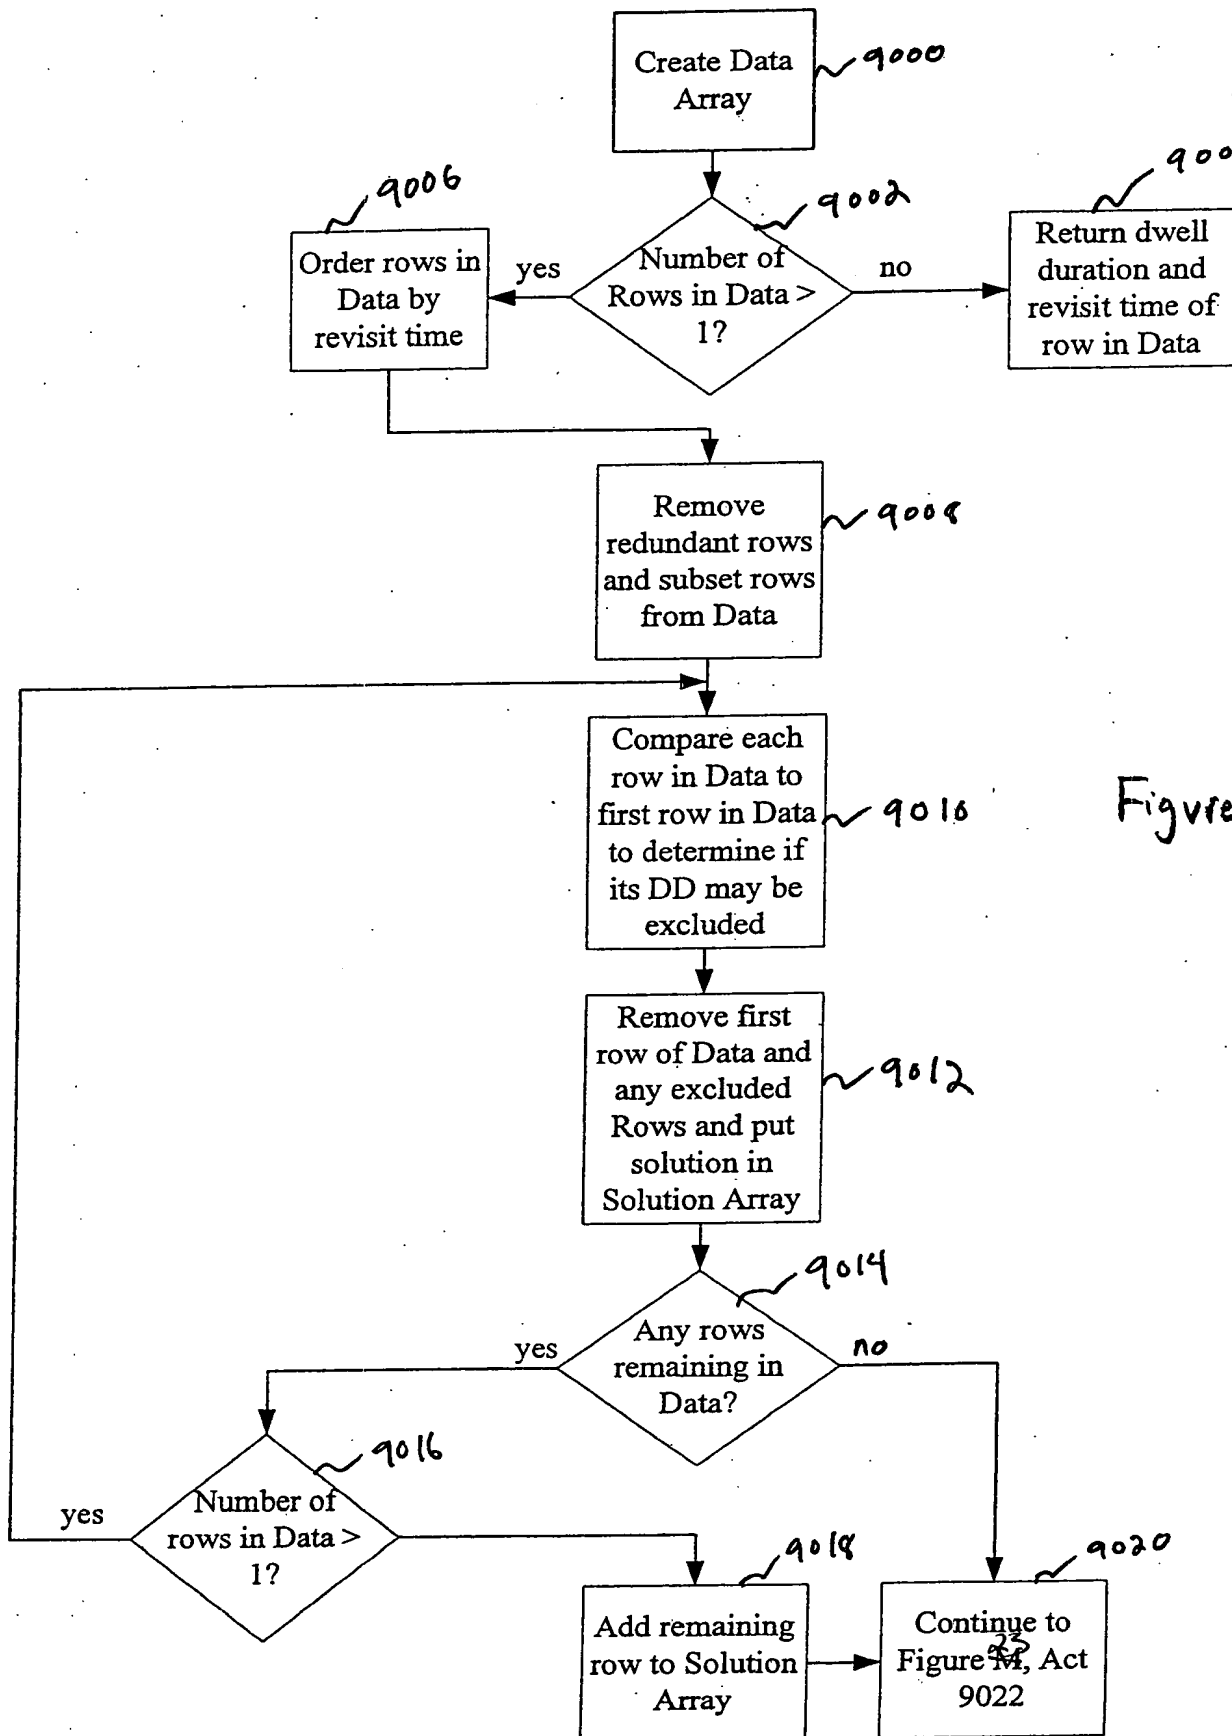 Create Data
Array
9000
9006
9002
900
Order rows in
Data by
revisit time
yes
Number of
Rows in Data >
1?
no
Return dwell
duration and
revisit time of
row in Data
Remove
redundant rows
and subset rows
from Data
9008
Compare each
row in Data to
first row in Data
to determine if
its DD may be
excluded
9010
Figure
Remove first
row of Data and
any excluded
Rows and put
solution in
Solution Array
9012
9014
yes
Any rows
remaining in
Data?
no
9016
yes
Number of
rows in Data >
1?
9018
9020
Add remaining
row to Solution
Array
Continue to
Figure 23, Act
9022